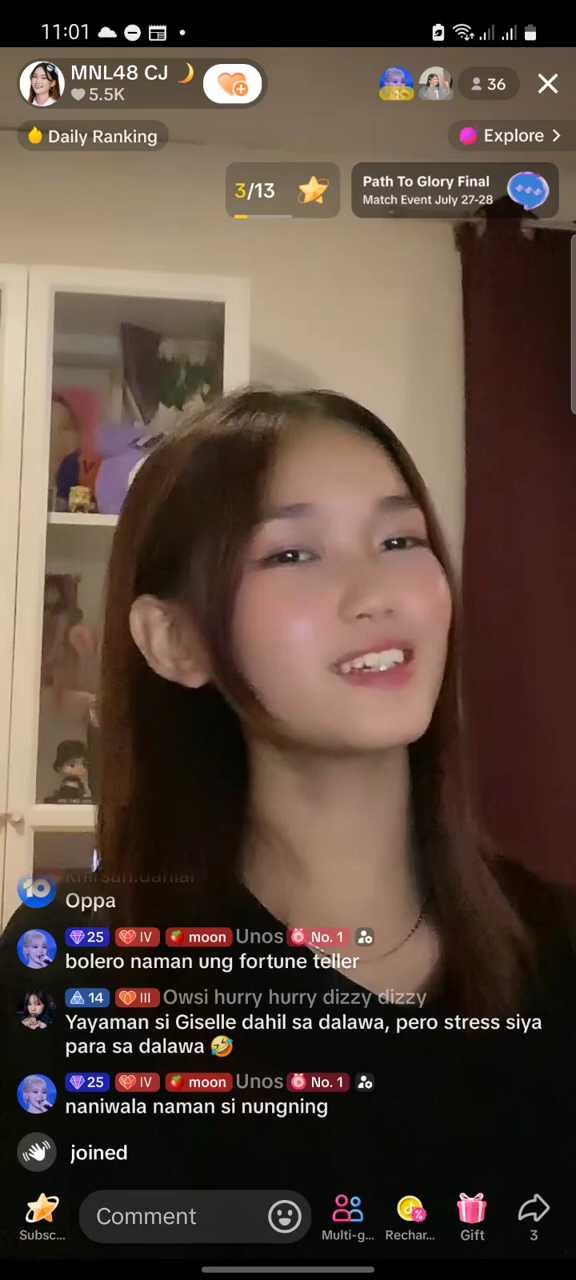 11:01
MNL48 CJ 🌙
5.5K
36
Daily Ranking
Explore >
3/13
Path To Glory Final
Match Event July 27-28
10
Oppa
25 IV moon Unos No. 1
bolero naman ung fortune teller
14 III Owsi hurry hurry dizzy dizzy
Yayaman si Giselle dahil sa dalawa, pero stress siya
para sa dalawa 🤣
25 IV moon Unos No. 1
naniwala naman si nungning
joined
Comment
Subsc... Multi-g... Rechar... Gift 3